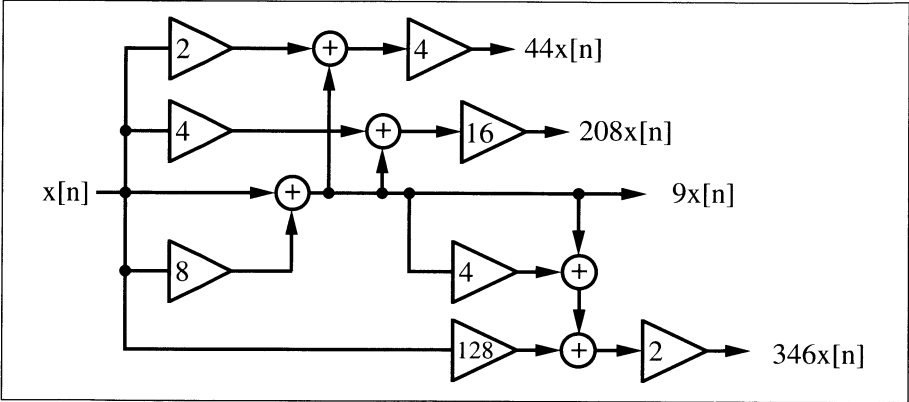 2 + 4 44x[n]
4 + 16 208x[n]
x[n] + 9x[n]
8 4 +
128 + 2 346x[n]